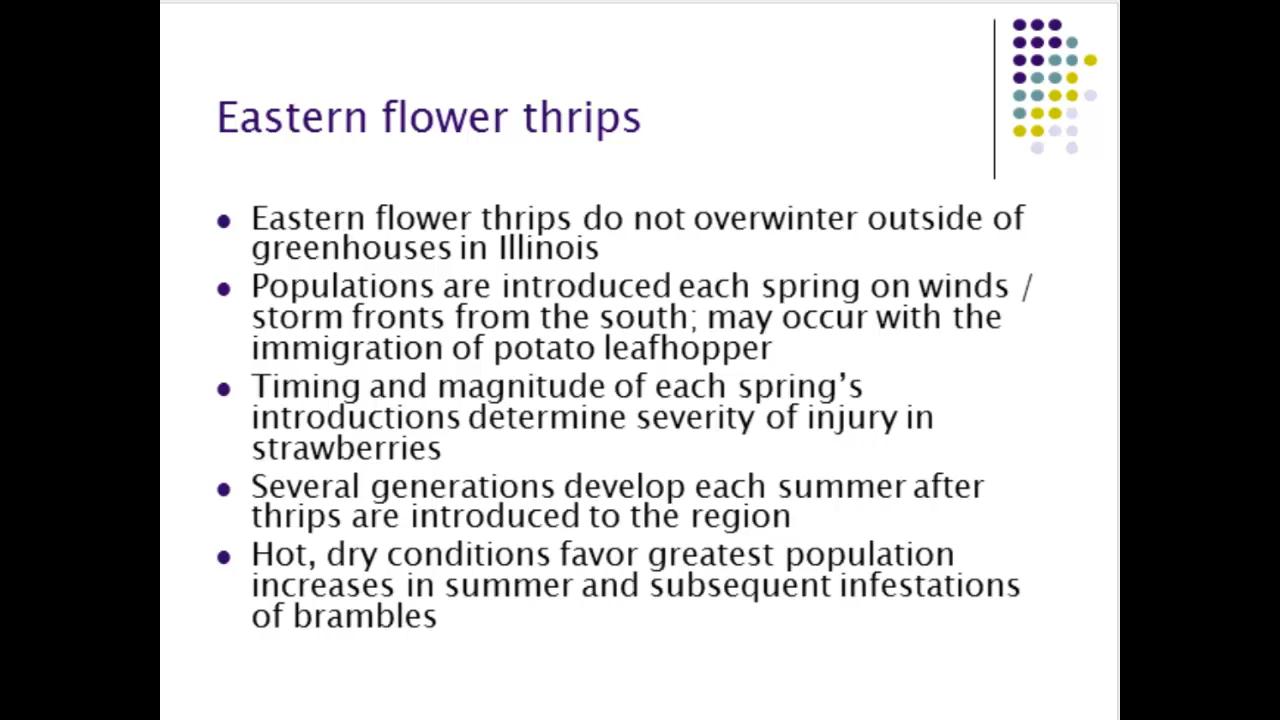 Eastern flower thrips
Eastern flower thrips do not overwinter outside of
greenhouses in Illinois
Populations are introduced each spring on winds /
storm fronts from the south; may occur with the
immigration of potato leafhopper
Timing and magnitude of each spring’s
introductions determine severity of injury in
strawberries
Several generations develop each summer after
thrips are introduced to the region
Hot, dry conditions favor greatest population
increases in summer and subsequent infestations
of brambles